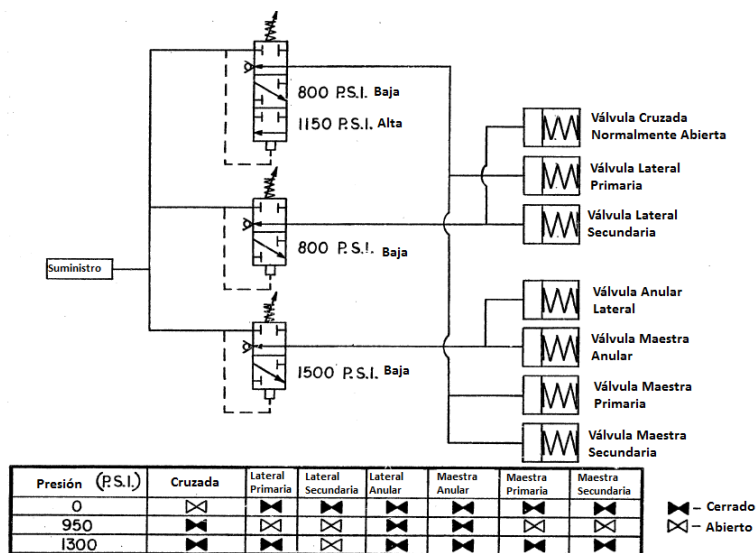 800 P.S.I. Baja
1150 P.S.I. Alta
800 P.S.I. Baja
1500 P.S.I. Baja
Suministro
Válvula Cruzada
Normalmente Abierta
Válvula Lateral
Primaria
Válvula Lateral
Secundaria
Válvula Anular
Lateral
Válvula Maestra
Anular
Válvula Maestra
Primaria
Válvula Maestra
Secundaria
Presión (P.S.I.) Cruzada Lateral Primaria Lateral Secundaria Lateral Anular Maestra Anular Maestra Primaria Maestra Secundaria
0
950
1300
– Cerrado
– Abierto